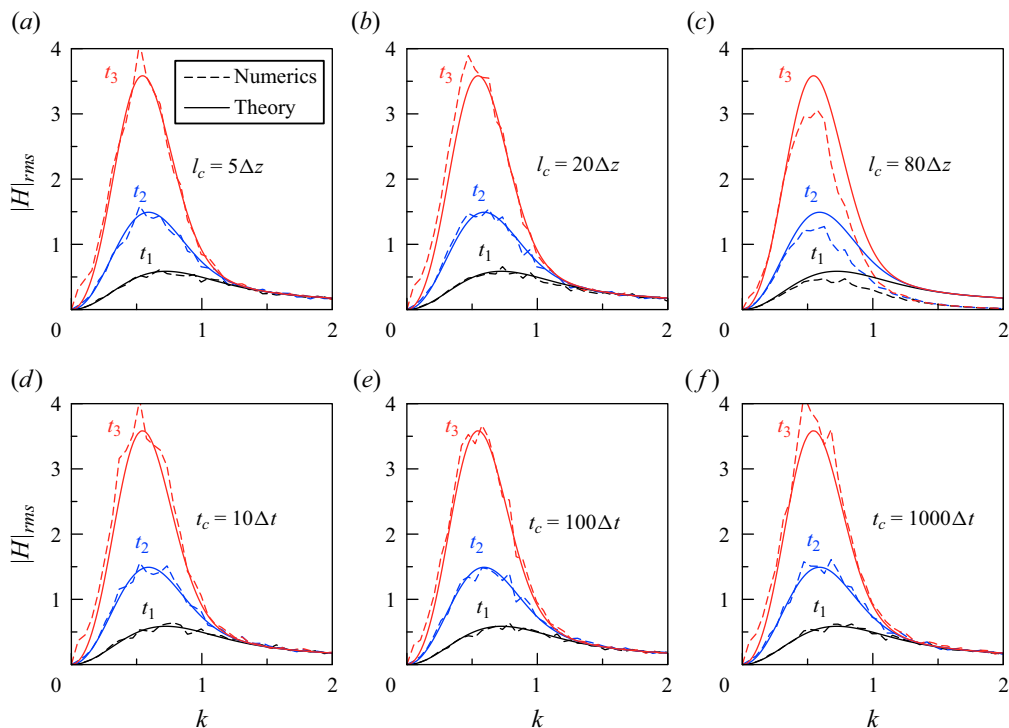 (a)
(b)
(c)
4
3
2
1
0
1
2
|H|rms
t3
t2
t1
Numerics
Theory
lc = 5Δz
0
1
2
t3
t2
t1
lc = 20Δz
0
1
2
t3
t2
t1
lc = 80Δz
(d)
(e)
(f)
4
3
2
1
0
1
2
|H|rms
k
t3
t2
t1
tc = 10Δt
0
1
2
k
t3
t2
t1
tc = 100Δt
0
1
2
k
t3
t2
t1
tc = 1000Δt